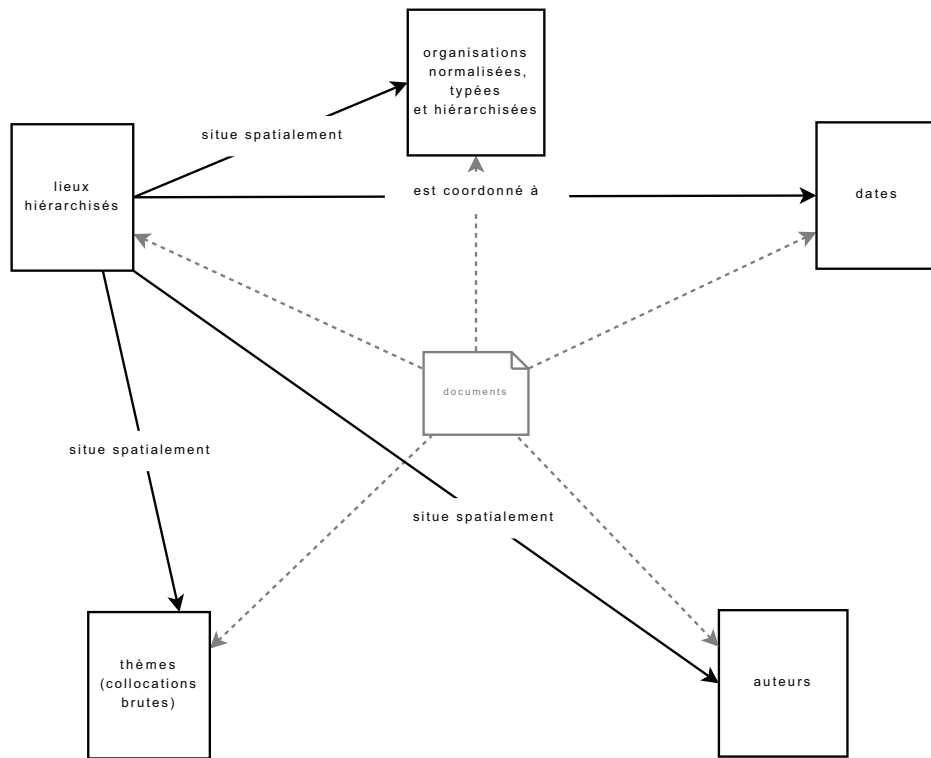 organisations
normalisées,
typées
et hiérarchisées
situe spatialement
lieux
hiérarchisés
est coordonné à
dates
documents
situe spatialement
situe spatialement
thèmes
(collocations
brutes)
auteurs